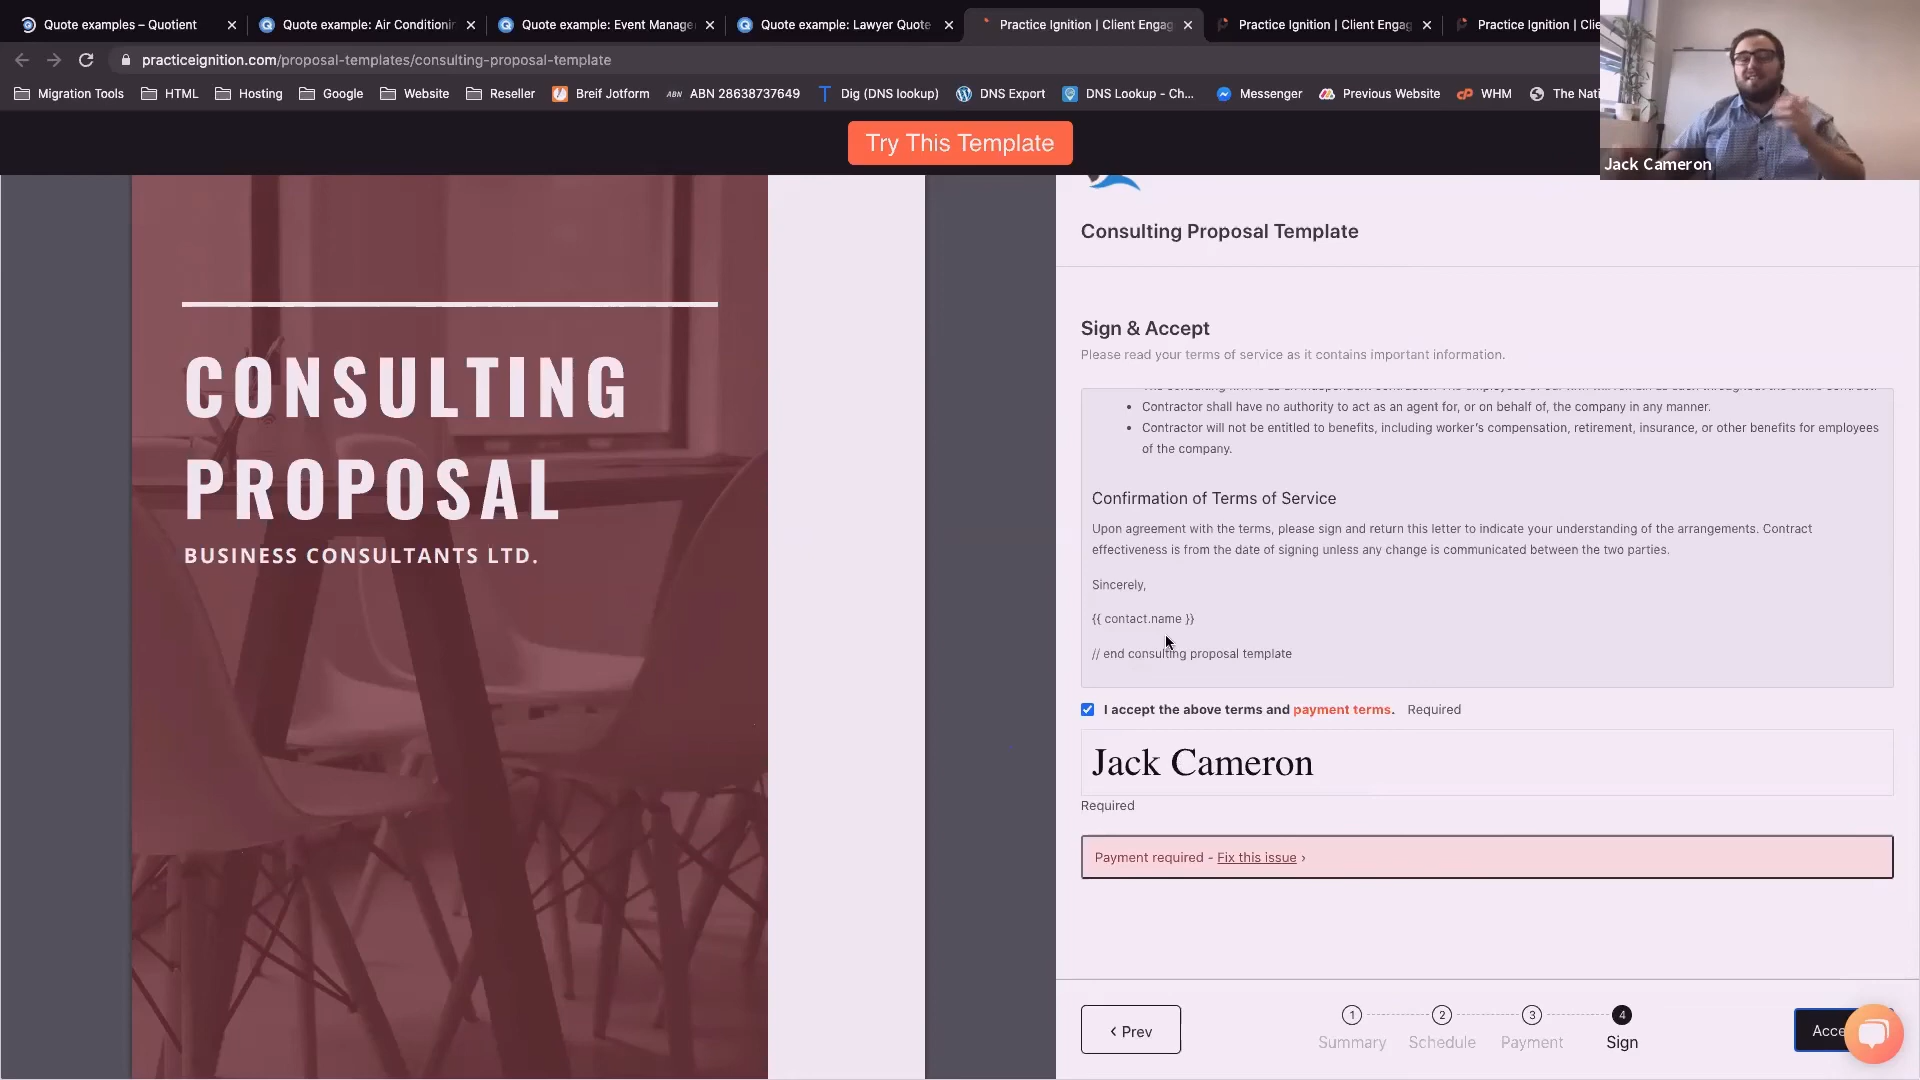 Quote examples – Quotient
Quote example: Air Conditionin
Quote example: Event Manage
Quote example: Lawyer Quote
Practice Ignition | Client Engag
Practice Ignition | Client Engag
Practice Ignition | Clie
practiceignition.com/proposal-templates/consulting-proposal-template
Migration Tools
HTML
Hosting
Google
Website
Reseller
Breif Jotform
ABN ABN 28638737649
Dig (DNS lookup)
DNS Export
DNS Lookup - Ch...
Messenger
Previous Website
WHM
The Nati
Jack Cameron
Try This Template
CONSULTING
PROPOSAL
BUSINESS CONSULTANTS LTD.
Consulting Proposal Template
Sign & Accept
Please read your terms of service as it contains important information.
• Contractor shall have no authority to act as an agent for, or on behalf of, the company in any manner.
• Contractor will not be entitled to benefits, including worker's compensation, retirement, insurance, or other benefits for employees
of the company.
Confirmation of Terms of Service
Upon agreement with the terms, please sign and return this letter to indicate your understanding of the arrangements. Contract
effectiveness is from the date of signing unless any change is communicated between the two parties.
Sincerely,
{{ contact.name }}
// end consulting proposal template
I accept the above terms and payment terms. Required
Jack Cameron
Required
Payment required - Fix this issue ›
‹ Prev
1 2 3 4
Summary Schedule Payment Sign
Acce